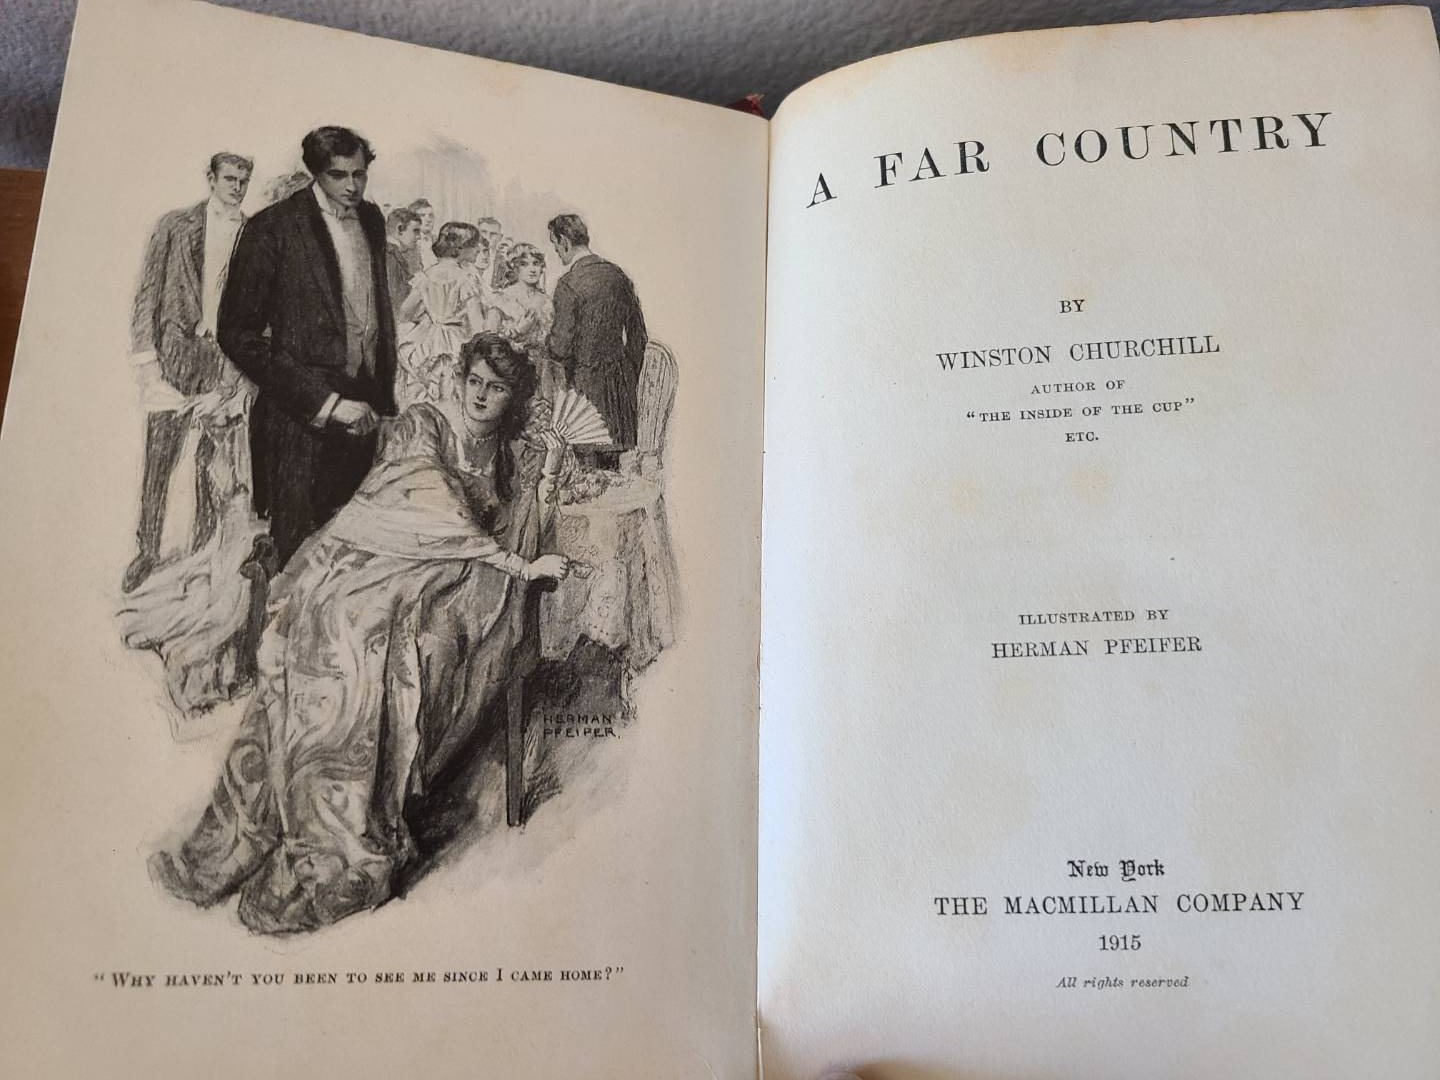 HERMAN
PFEIFER.
"WHY HAVEN'T YOU BEEN TO SEE ME SINCE I CAME HOME?"
A FAR COUNTRY
BY
WINSTON CHURCHILL
AUTHOR OF
"THE INSIDE OF THE CUP"
ETC.
ILLUSTRATED BY
HERMAN PFEIFER
New York
THE MACMILLAN COMPANY
1915
All rights reserved